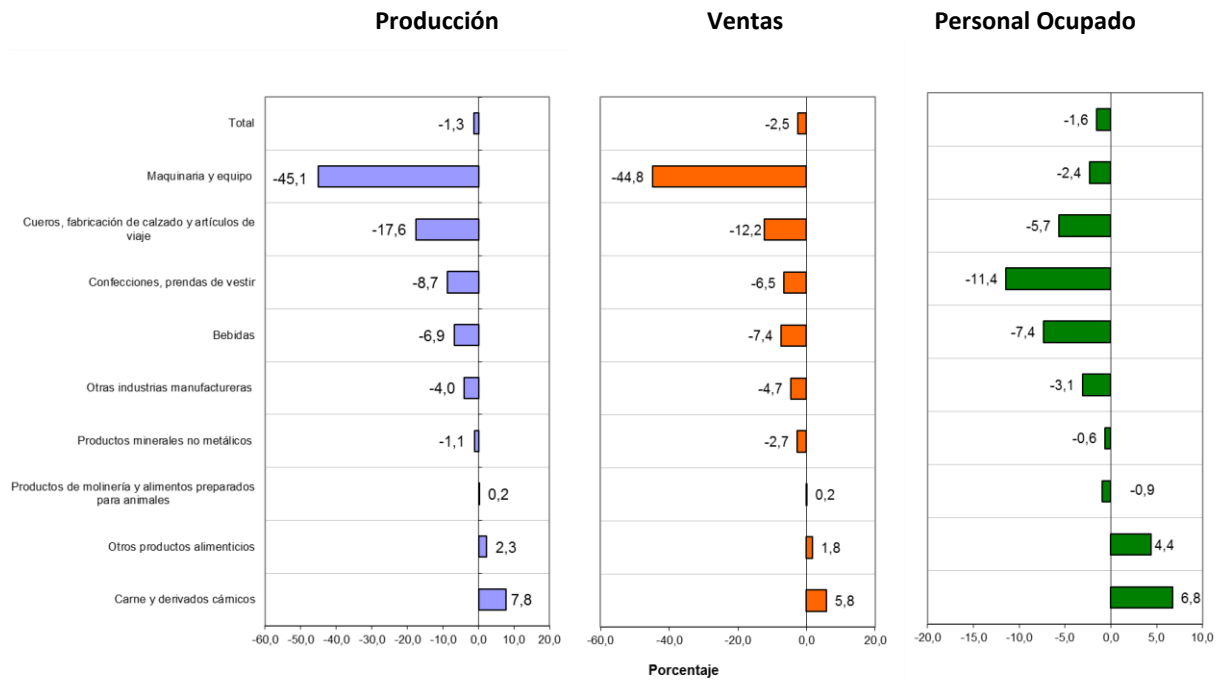 Producción Ventas Personal Ocupado
Total -1,3 -2,5 -1,6
Maquinaria y equipo -45,1 -44,8 -2,4
Cueros, fabricación de calzado y artículos de
viaje -17,6 -12,2 -5,7
Confecciones, prendas de vestir -8,7 -6,5 -11,4
Bebidas -6,9 -7,4 -7,4
Otras industrias manufactureras -4,0 -4,7 -3,1
Productos minerales no metálicos -1,1 -2,7 -0,6
Productos de molinería y alimentos preparados
para animales 0,2 0,2 -0,9
Otros productos alimenticios 2,3 1,8 4,4
Carne y derivados cárnicos 7,8 5,8 6,8
-60,0 -50,0 -40,0 -30,0 -20,0 -10,0 0,0 10,0 20,0 -60,0 -40,0 -20,0 0,0 20,0 -20,0 -15,0 -10,0 -5,0 0,0 5,0 10,0
Porcentaje